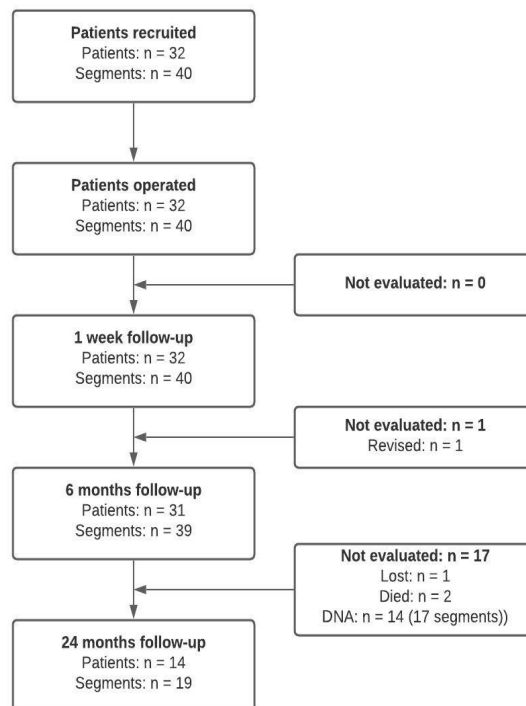 Patients recruited
Patients: n = 32
Segments: n = 40
Patients operated
Patients: n = 32
Segments: n = 40
Not evaluated: n = 0
1 week follow-up
Patients: n = 32
Segments: n = 40
Not evaluated: n = 1
Revised: n = 1
6 months follow-up
Patients: n = 31
Segments: n = 39
Not evaluated: n = 17
Lost: n = 1
Died: n = 2
DNA: n = 14 (17 segments))
24 months follow-up
Patients: n = 14
Segments: n = 19